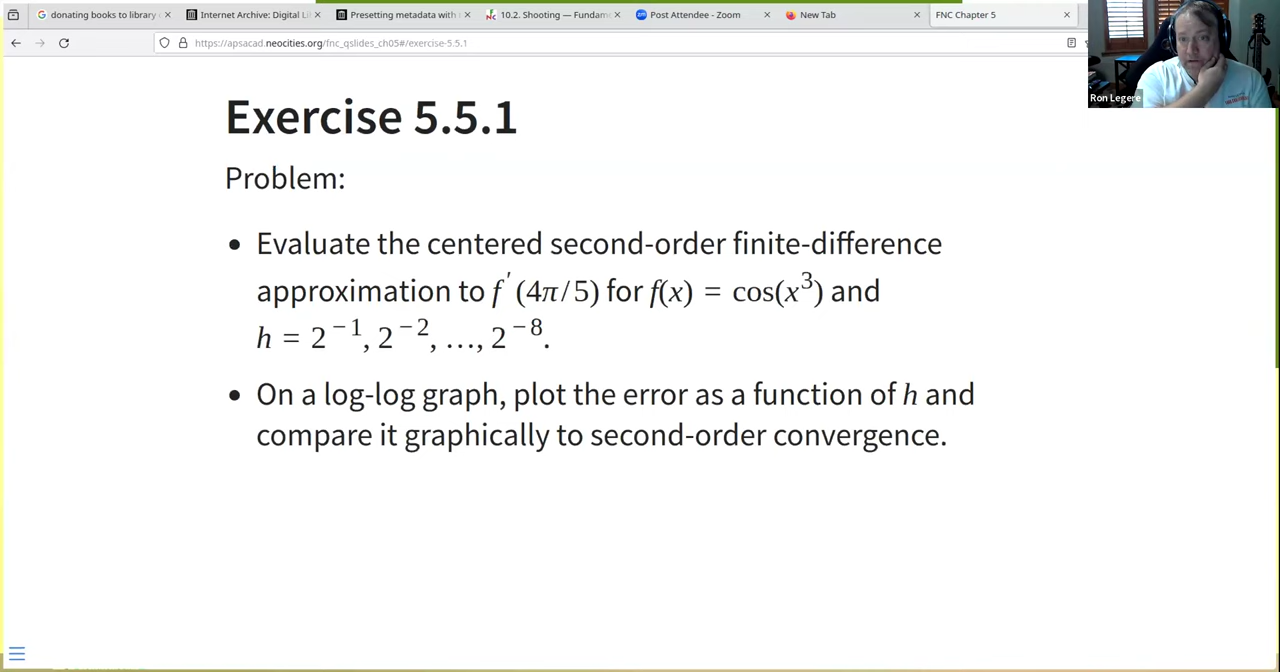 donating books to library
Internet Archive: Digital Li
Presetting metadata with
10.2. Shooting — Fundam
Post Attendee - Zoom
New Tab
FNC Chapter 5
https://apsacad.neocities.org/fnc_qslides_ch05#/exercise-5.5.1
Ron Legere
Exercise 5.5.1
Problem:
• Evaluate the centered second-order finite-difference
approximation to f′(4π/5) for f(x) = cos(x³) and
h = 2⁻¹, 2⁻², …, 2⁻⁸.
• On a log-log graph, plot the error as a function of h and
compare it graphically to second-order convergence.